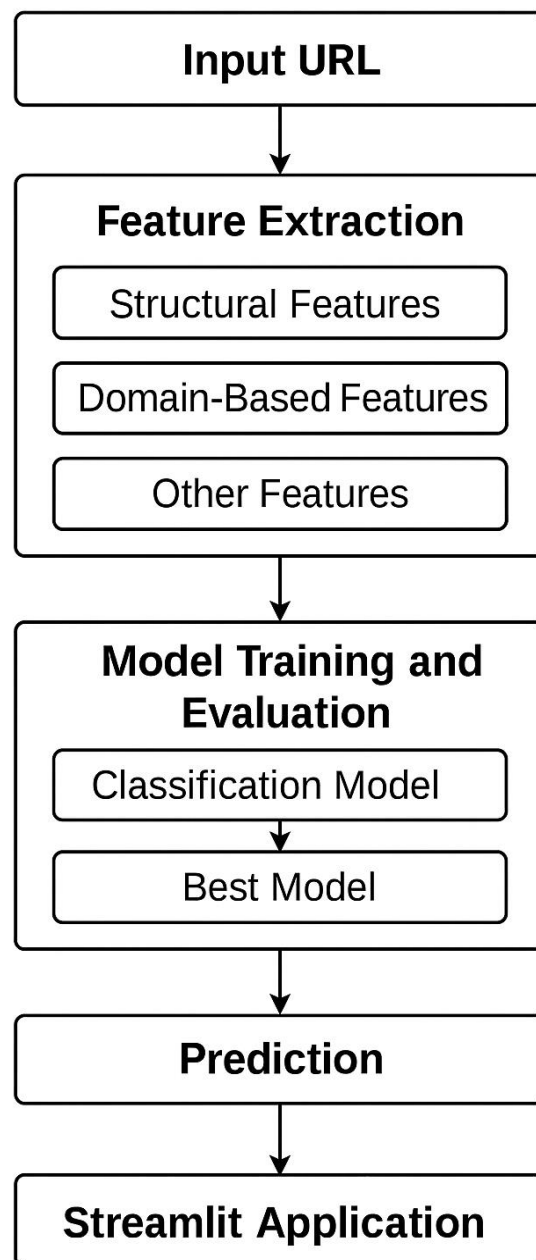 Input URL
Feature Extraction
Structural Features
Domain-Based Features
Other Features
Model Training and
Evaluation
Classification Model
Best Model
Prediction
Streamlit Application